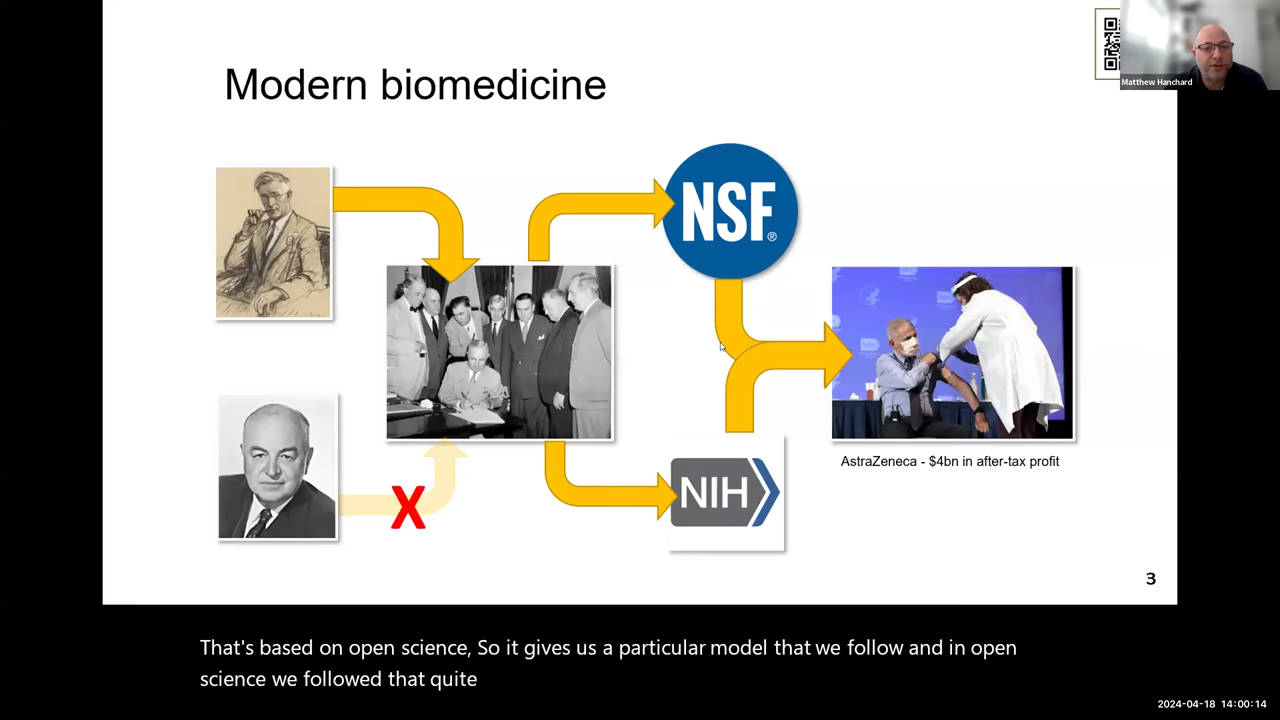 Modern biomedicine
Matthew Hanchard
NSF®
X
NIH
AstraZeneca - $4bn in after-tax profit
3
That's based on open science, So it gives us a particular model that we follow and in open
science we followed that quite
2024-04-18 14:00:14